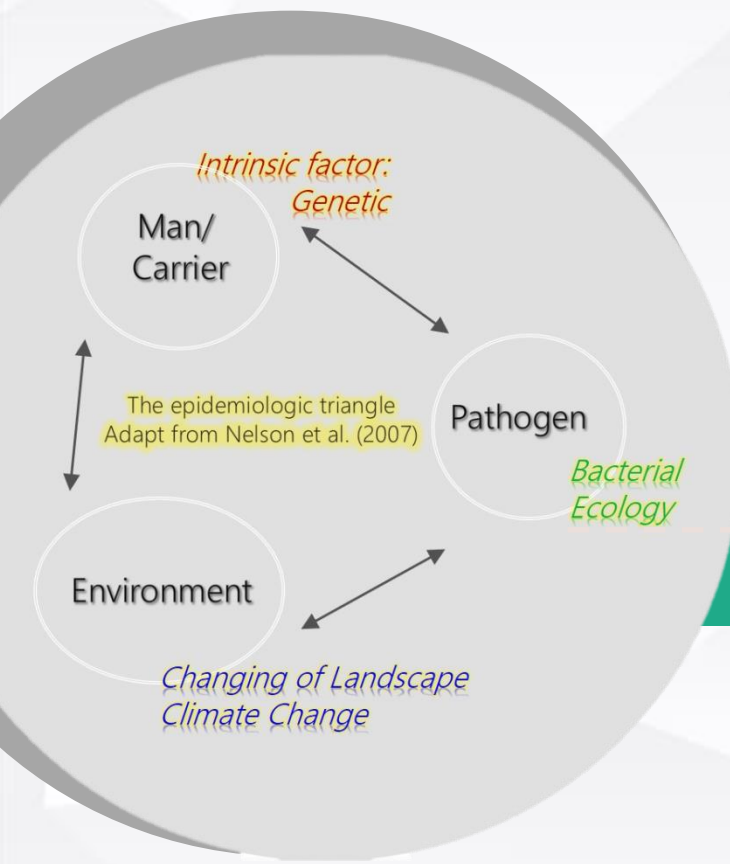 Intrinsic factor:
Genetic
Man/
Carrier
The epidemiologic triangle
Adapt from Nelson et al. (2007)
Pathogen
Bacterial
Ecology
Environment
Changing of Landscape
Climate Change